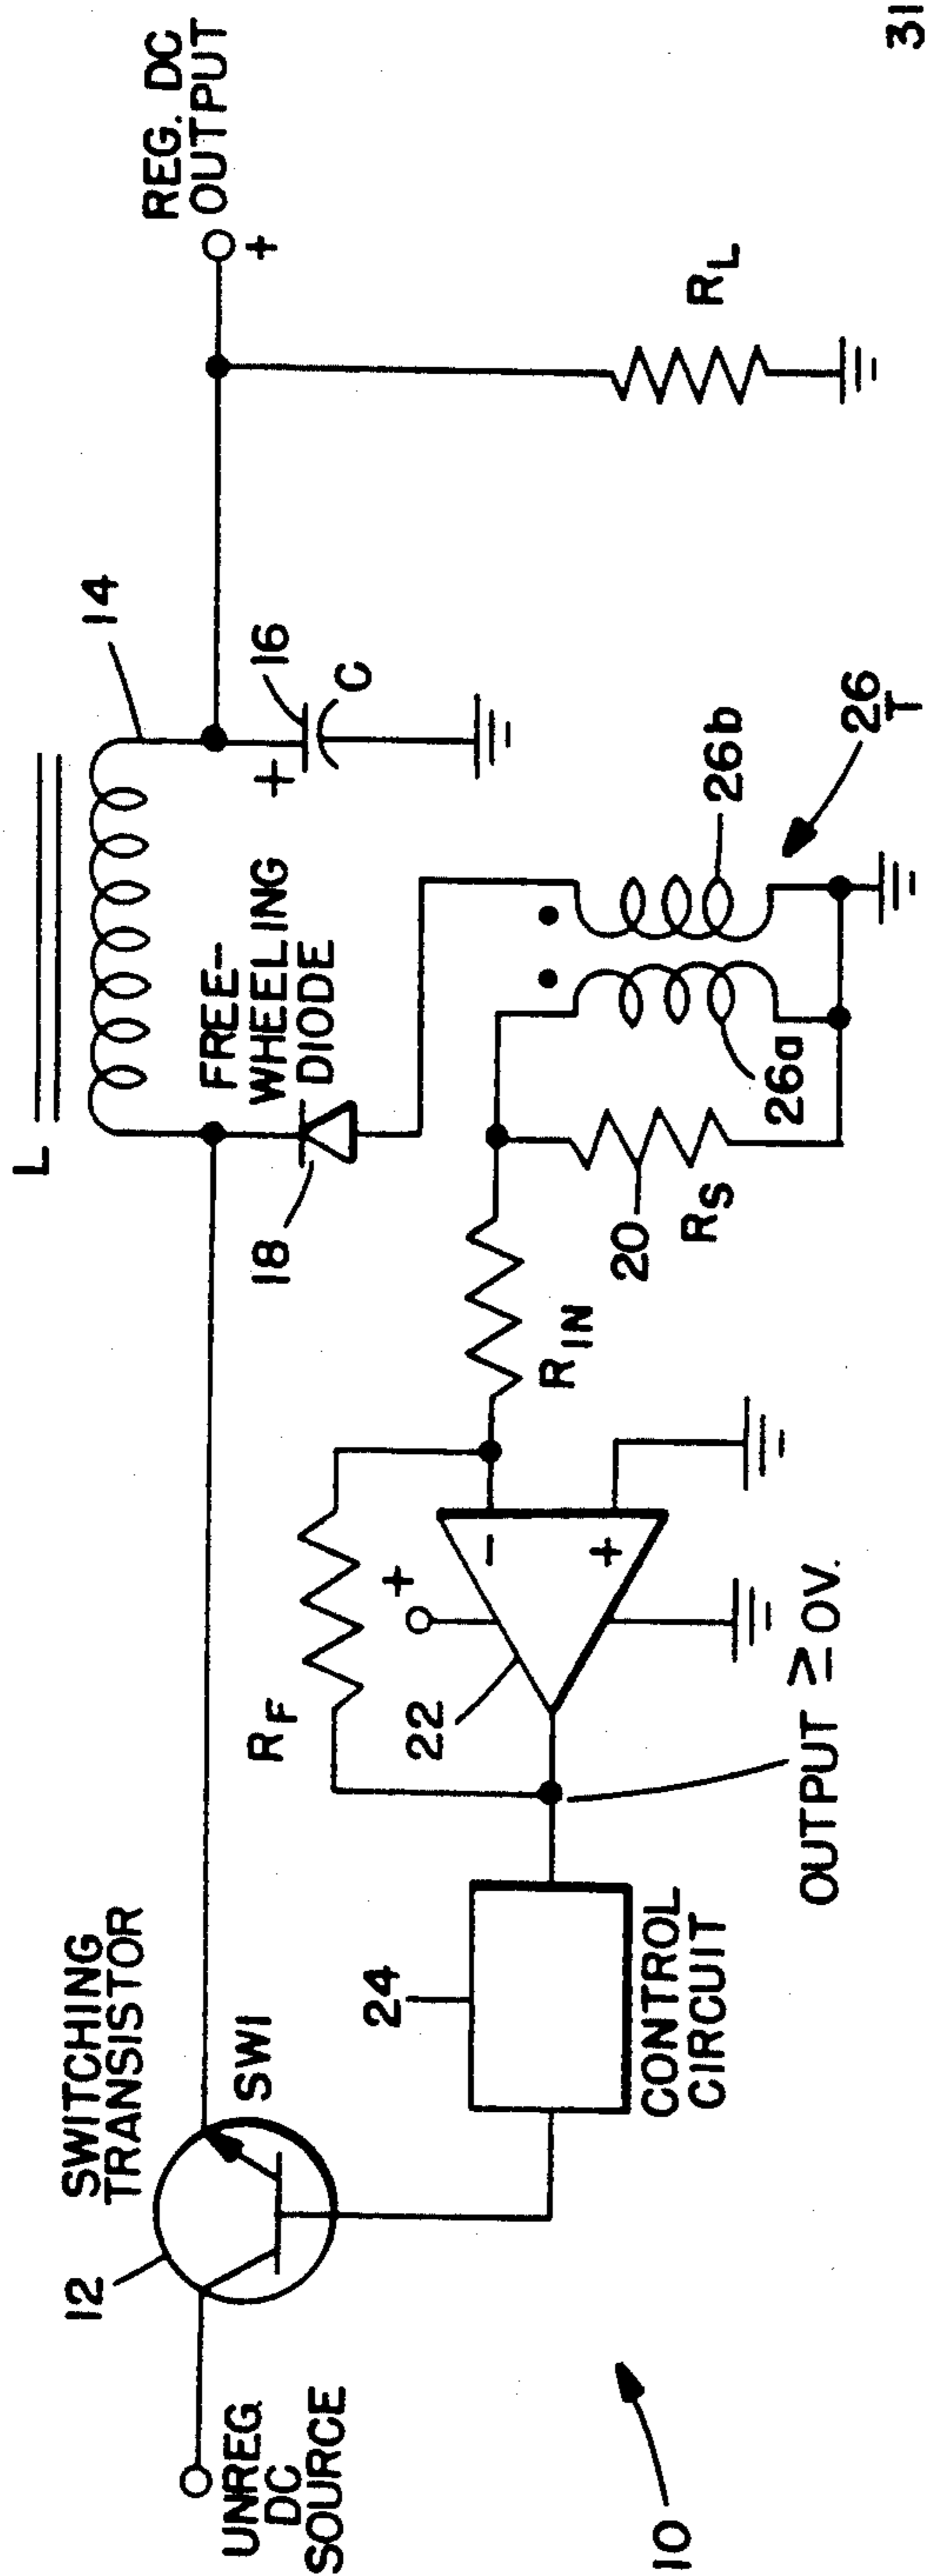 UNREG
DC
SOURCE
12
SWITCHING
TRANSISTOR
SW1
L
14
REG. DC
OUTPUT
+
18
FREE-
WHEELING
DIODE
+
16
C
RL
RF
+
22
-
+
RIN
20
RS
26a
26b
26
T
24
CONTROL
CIRCUIT
OUTPUT ≥ 0V.
10
31